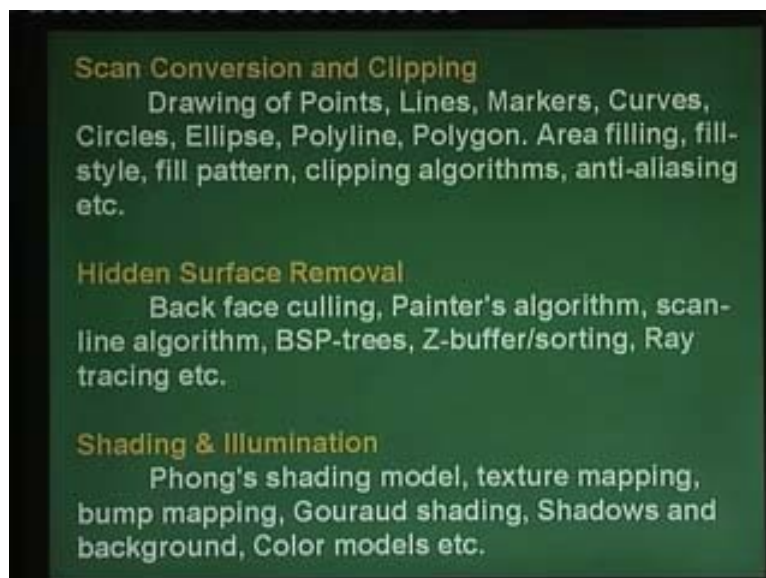 Scan Conversion and Clipping
Drawing of Points, Lines, Markers, Curves,
Circles, Ellipse, Polyline, Polygon. Area filling, fill-
style, fill pattern, clipping algorithms, anti-aliasing
etc.
Hidden Surface Removal
Back face culling, Painter's algorithm, scan-
line algorithm, BSP-trees, Z-buffer/sorting, Ray
tracing etc.
Shading & Illumination
Phong's shading model, texture mapping,
bump mapping, Gouraud shading, Shadows and
background, Color models etc.